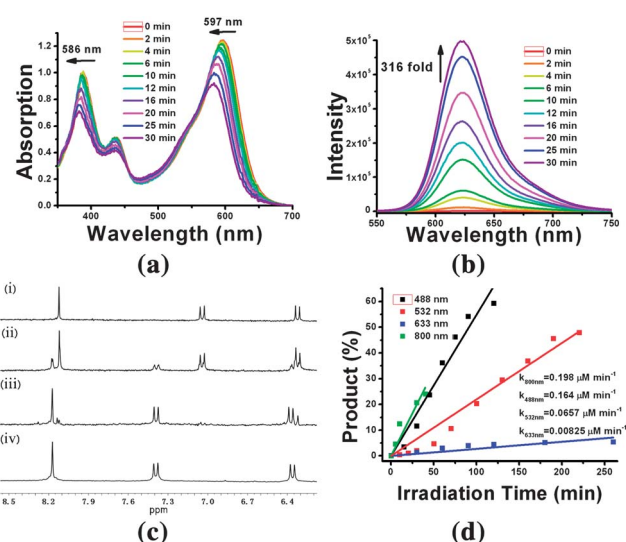 586 nm
597 nm
0 min
2 min
4 min
6 min
10 min
12 min
16 min
20 min
25 min
30 min
1.2
1.0
0.8
0.6
0.4
0.2
0.0
Absorption
400
500
600
700
Wavelength (nm)
(a)
316 fold
0 min
2 min
4 min
6 min
10 min
12 min
16 min
20 min
25 min
30 min
5x10⁵
4x10⁵
3x10⁵
2x10⁵
1x10⁵
0
Intensity
550
600
650
700
750
Wavelength (nm)
(b)
(i)
(ii)
(iii)
(iv)
8.5
8.2
7.9
7.6
7.3
7.0
6.7
6.4
ppm
(c)
488 nm
532 nm
633 nm
800 nm
60
50
40
30
20
10
0
Product (%)
k800nm=0.198 μM min⁻¹
k488nm=0.164 μM min⁻¹
k532nm=0.0657 μM min⁻¹
k633nm=0.00825 μM min⁻¹
0
50
100
150
200
250
Irradiation Time (min)
(d)